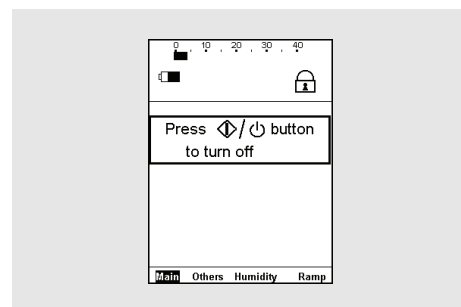 0 , 10 , 20 , 30 , 40
Press /  button
to turn off
Main Others Humidity Ramp